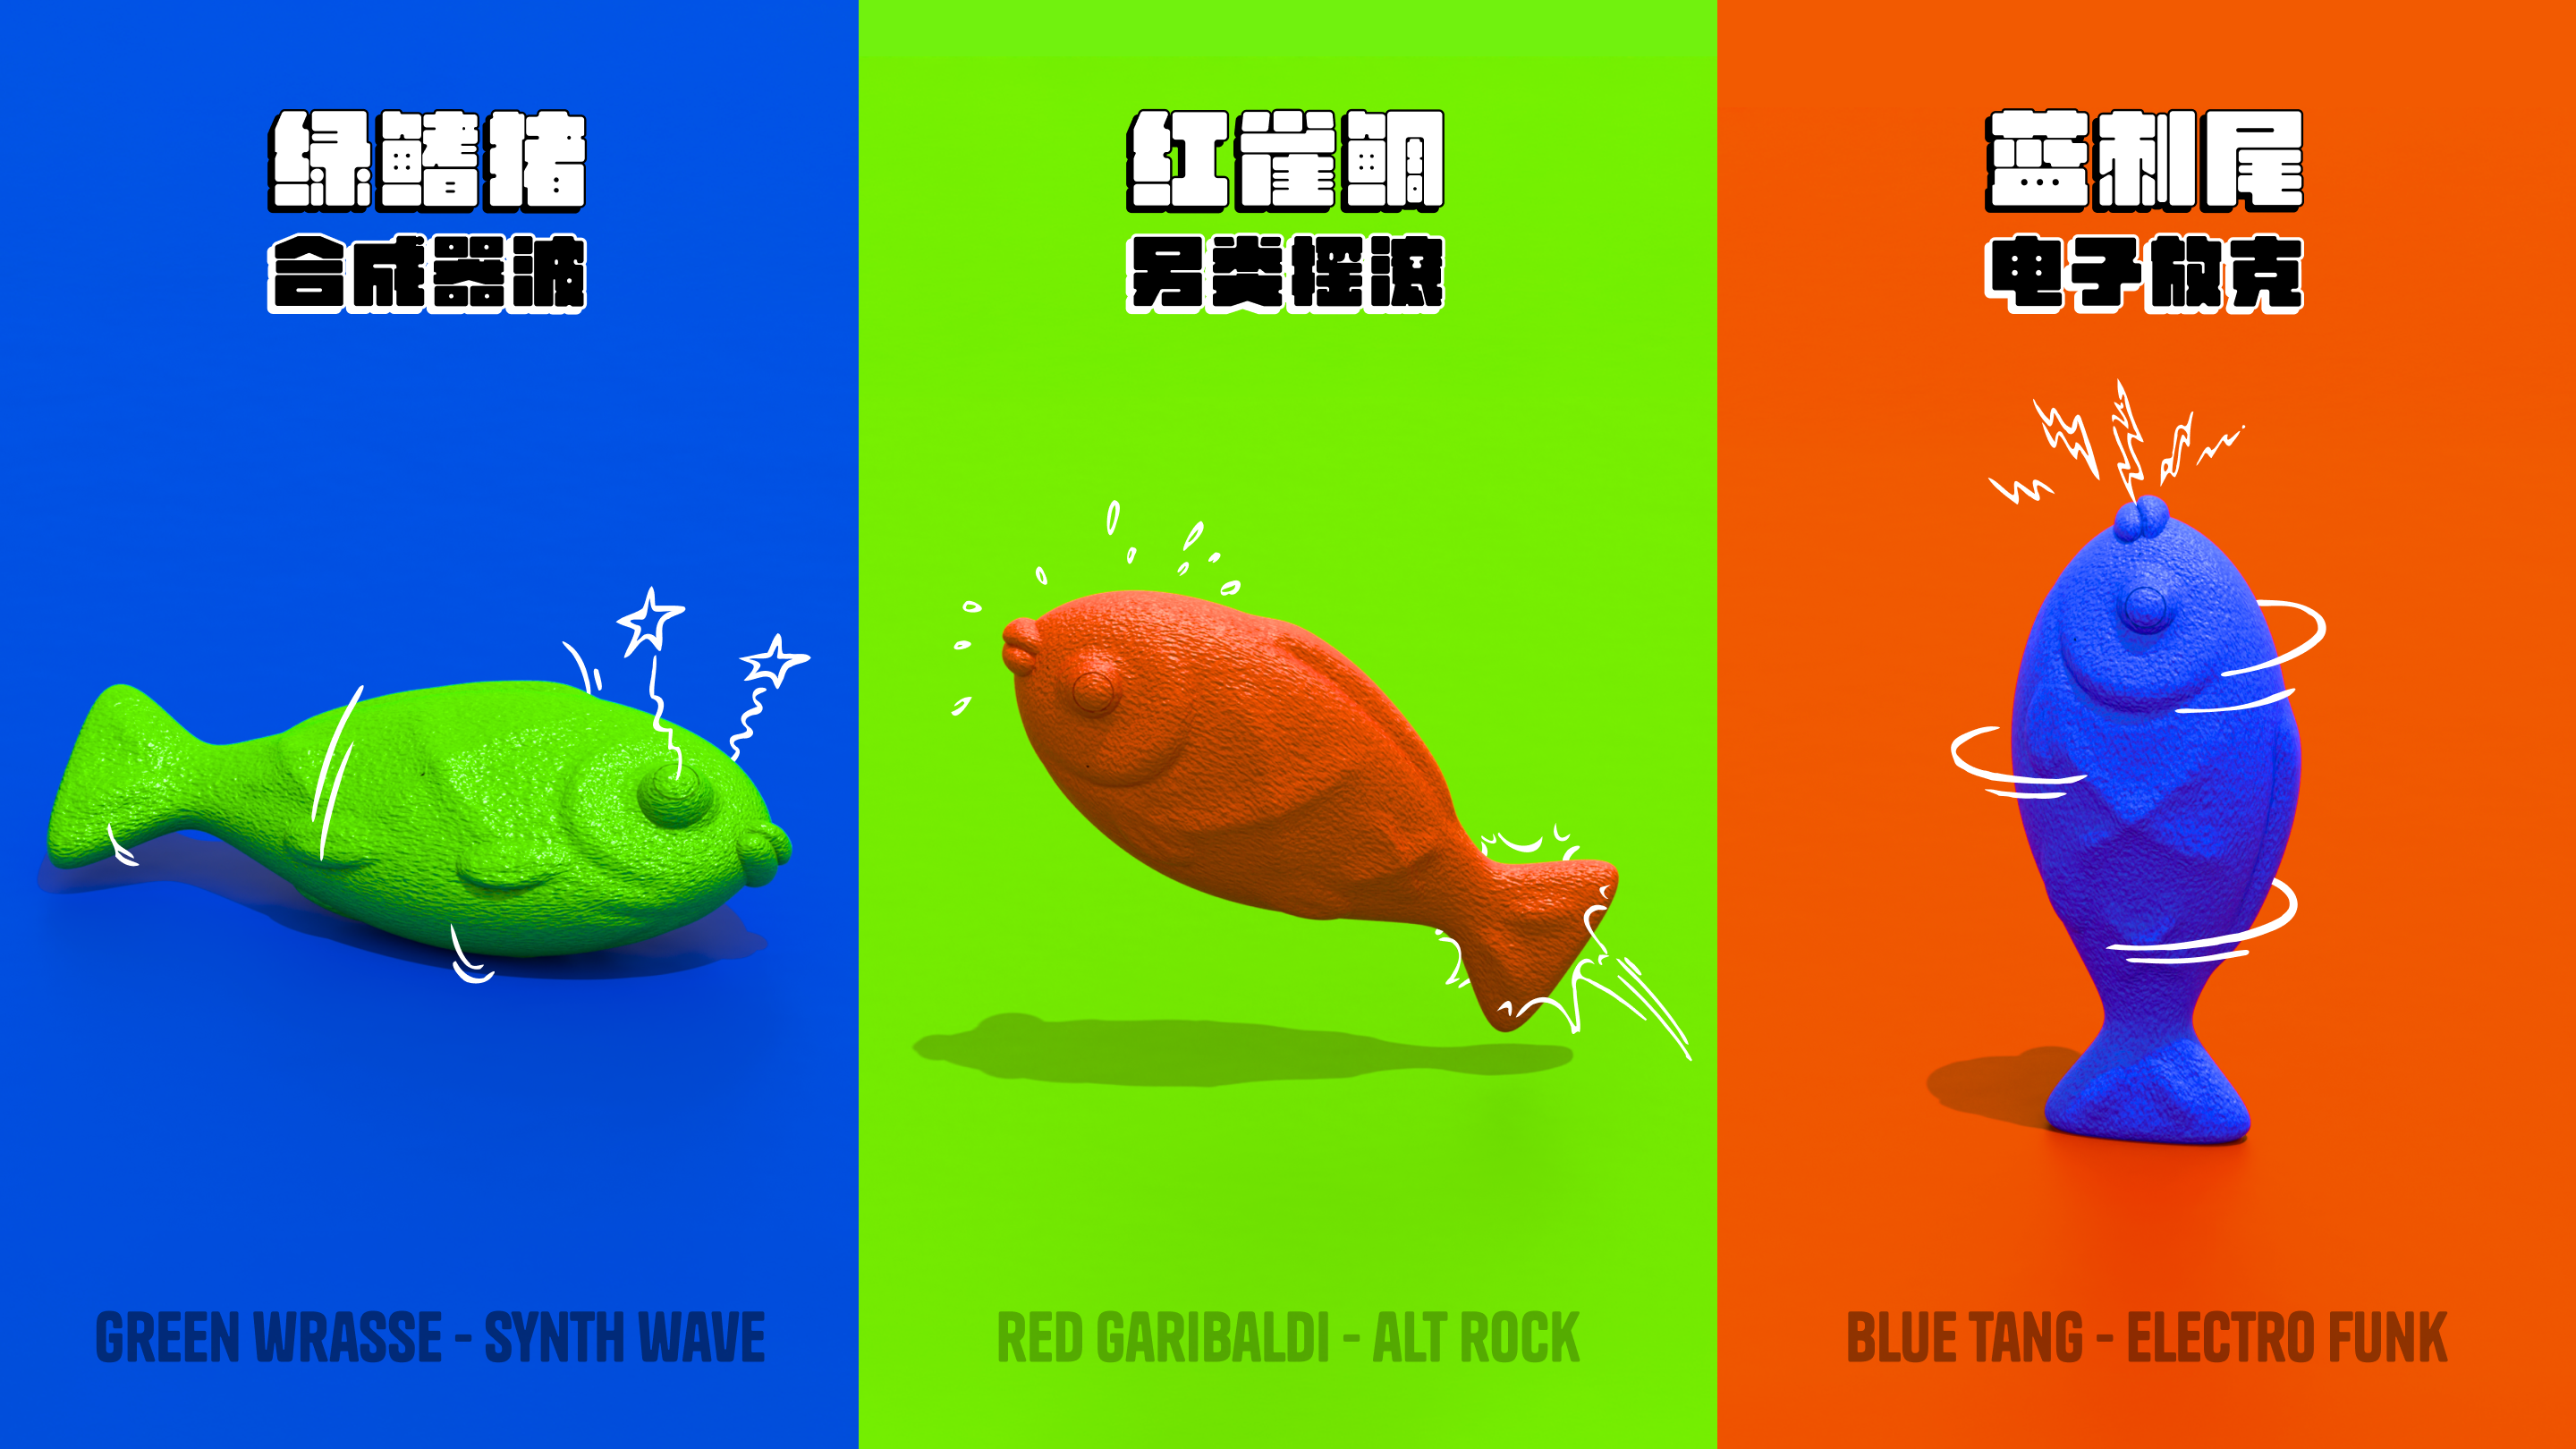 绿鳍猪
合成器波
GREEN WRASSE - SYNTH WAVE
红雀鲷
另类摇滚
RED GARIBALDI - ALT ROCK
蓝刺尾
电子放克
BLUE TANG - ELECTRO FUNK